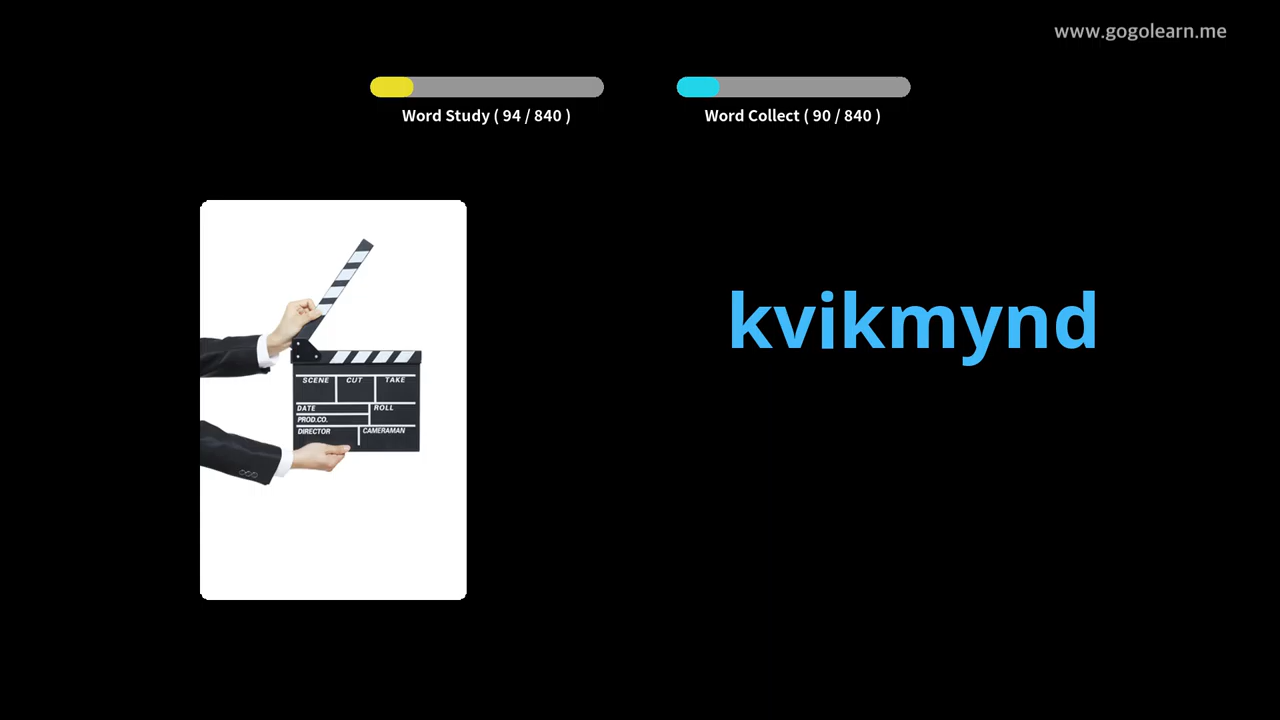 www.gogolearn.me
Word Study ( 94 / 840 )
Word Collect ( 90 / 840 )
kvikmynd
SCENE CUT TAKE
DATE ROLL
PROD.CO.
DIRECTOR CAMERAMAN